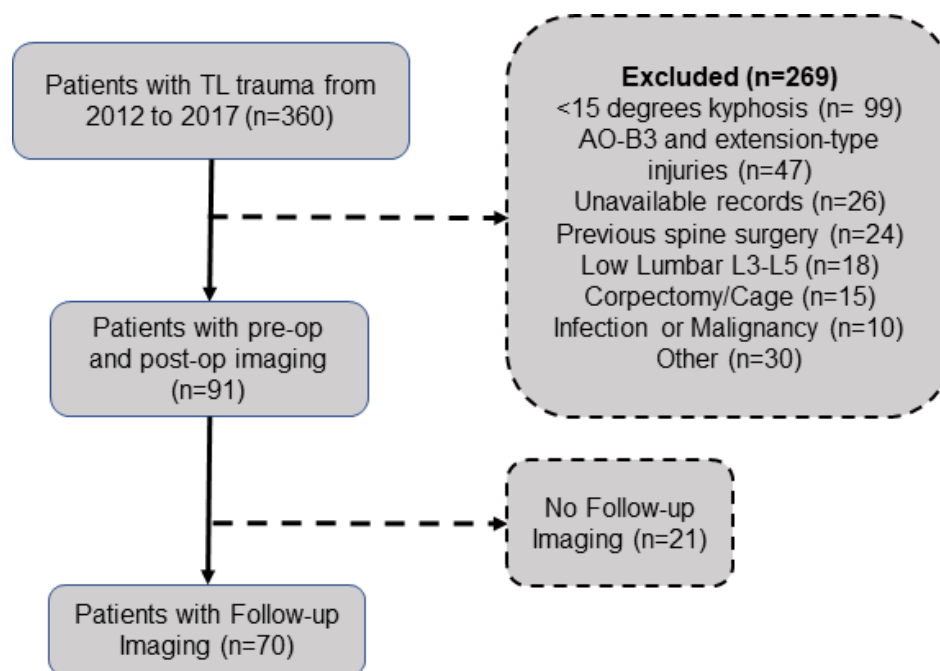 Patients with TL trauma from
2012 to 2017 (n=360)
Excluded (n=269)
<15 degrees kyphosis (n= 99)
AO-B3 and extension-type
injuries (n=47)
Unavailable records (n=26)
Previous spine surgery (n=24)
Low Lumbar L3-L5 (n=18)
Corpectomy/Cage (n=15)
Infection or Malignancy (n=10)
Other (n=30)
Patients with pre-op
and post-op imaging
(n=91)
No Follow-up
Imaging (n=21)
Patients with Follow-up
Imaging (n=70)